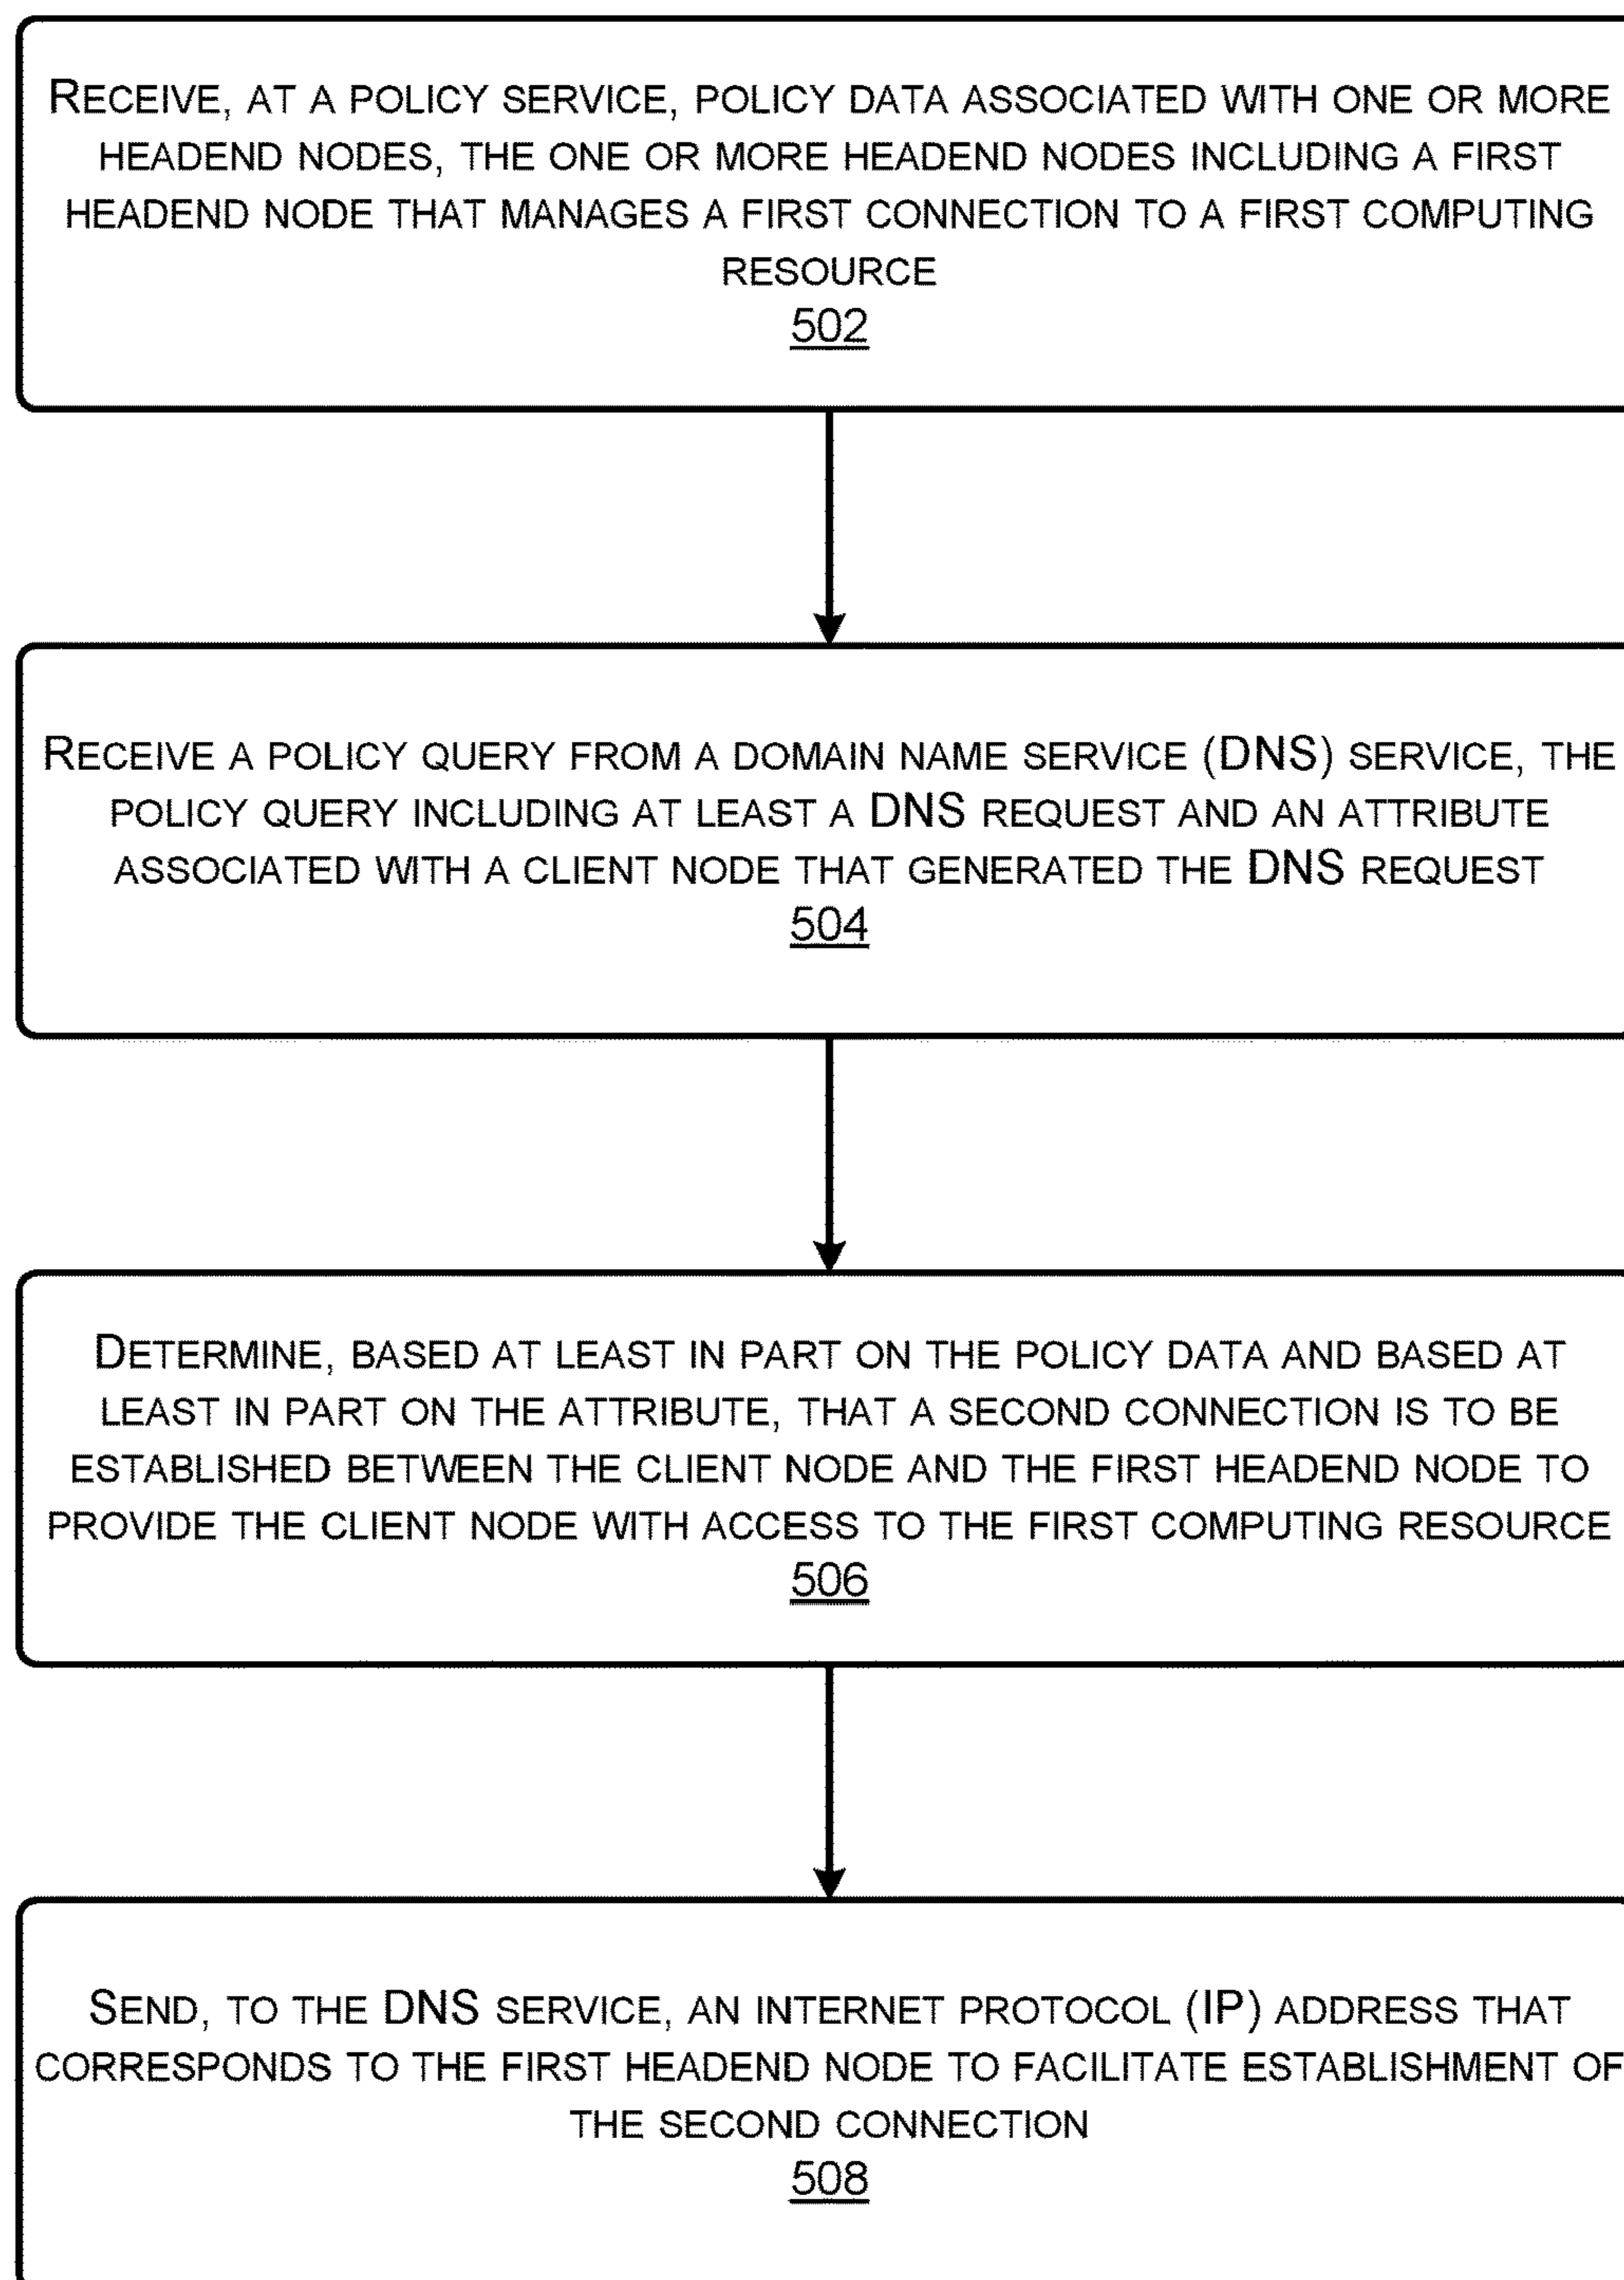 RECEIVE, AT A POLICY SERVICE, POLICY DATA ASSOCIATED WITH ONE OR MORE
HEADEND NODES, THE ONE OR MORE HEADEND NODES INCLUDING A FIRST
HEADEND NODE THAT MANAGES A FIRST CONNECTION TO A FIRST COMPUTING
RESOURCE
502
RECEIVE A POLICY QUERY FROM A DOMAIN NAME SERVICE (DNS) SERVICE, THE
POLICY QUERY INCLUDING AT LEAST A DNS REQUEST AND AN ATTRIBUTE
ASSOCIATED WITH A CLIENT NODE THAT GENERATED THE DNS REQUEST
504
DETERMINE, BASED AT LEAST IN PART ON THE POLICY DATA AND BASED AT
LEAST IN PART ON THE ATTRIBUTE, THAT A SECOND CONNECTION IS TO BE
ESTABLISHED BETWEEN THE CLIENT NODE AND THE FIRST HEADEND NODE TO
PROVIDE THE CLIENT NODE WITH ACCESS TO THE FIRST COMPUTING RESOURCE
506
SEND, TO THE DNS SERVICE, AN INTERNET PROTOCOL (IP) ADDRESS THAT
CORRESPONDS TO THE FIRST HEADEND NODE TO FACILITATE ESTABLISHMENT OF
THE SECOND CONNECTION
508